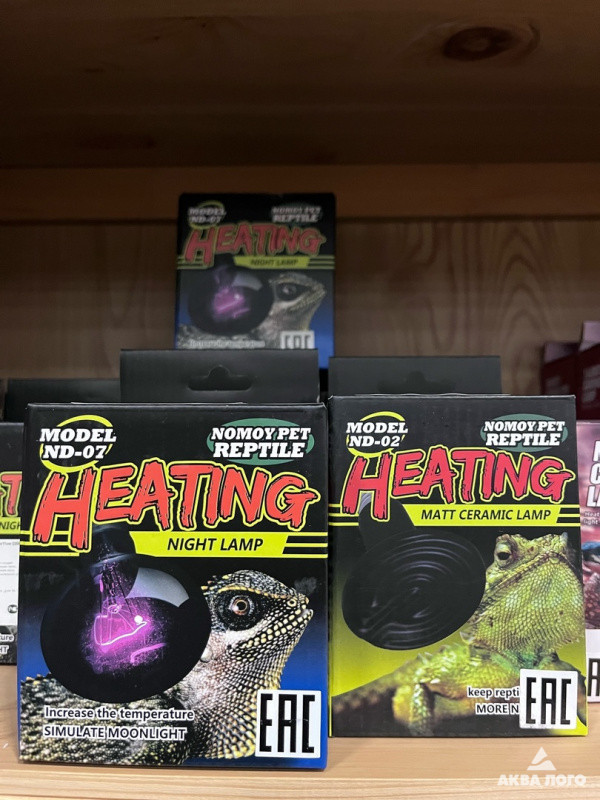 MODEL
ND-07
NOMOY PET
REPTILE
HEATING
NIGHT LAMP
EAC
MODEL
ND-07
NOMOY PET
REPTILE
HEATING
NIGHT LAMP
Increase the temperature
SIMULATE MOONLIGHT
EAC
MODEL
ND-02
NOMOY PET
REPTILE
HEATING
MATT CERAMIC LAMP
keep
MORE
EAC
АКВА ЛОГО